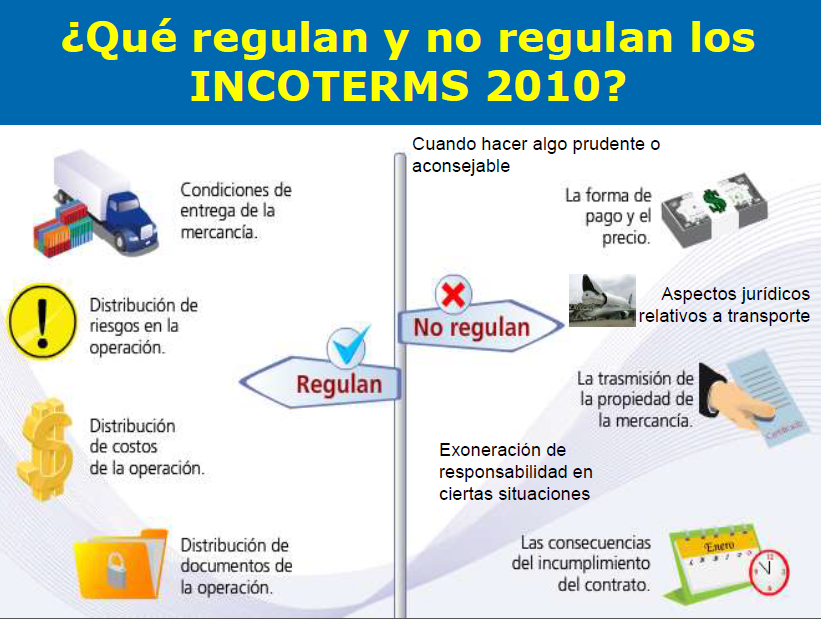 ¿Qué regulan y no regulan los
INCOTERMS 2010?
Condiciones de
entrega de la
mercancía.
Distribución de
riesgos en la
operación.
Regulan
Distribución
de costos
de la operación.
Distribución de
documentos de
la operación.
Cuando hacer algo prudente o
aconsejable
La forma de
pago y el
precio.
No regulan
Aspectos jurídicos
relativos a transporte
La trasmisión de
la propiedad de
la mercancía.
Certificado
Exoneración de
responsabilidad en
ciertas situaciones
Las consecuencias
del incumplimiento
del contrato.
Enero